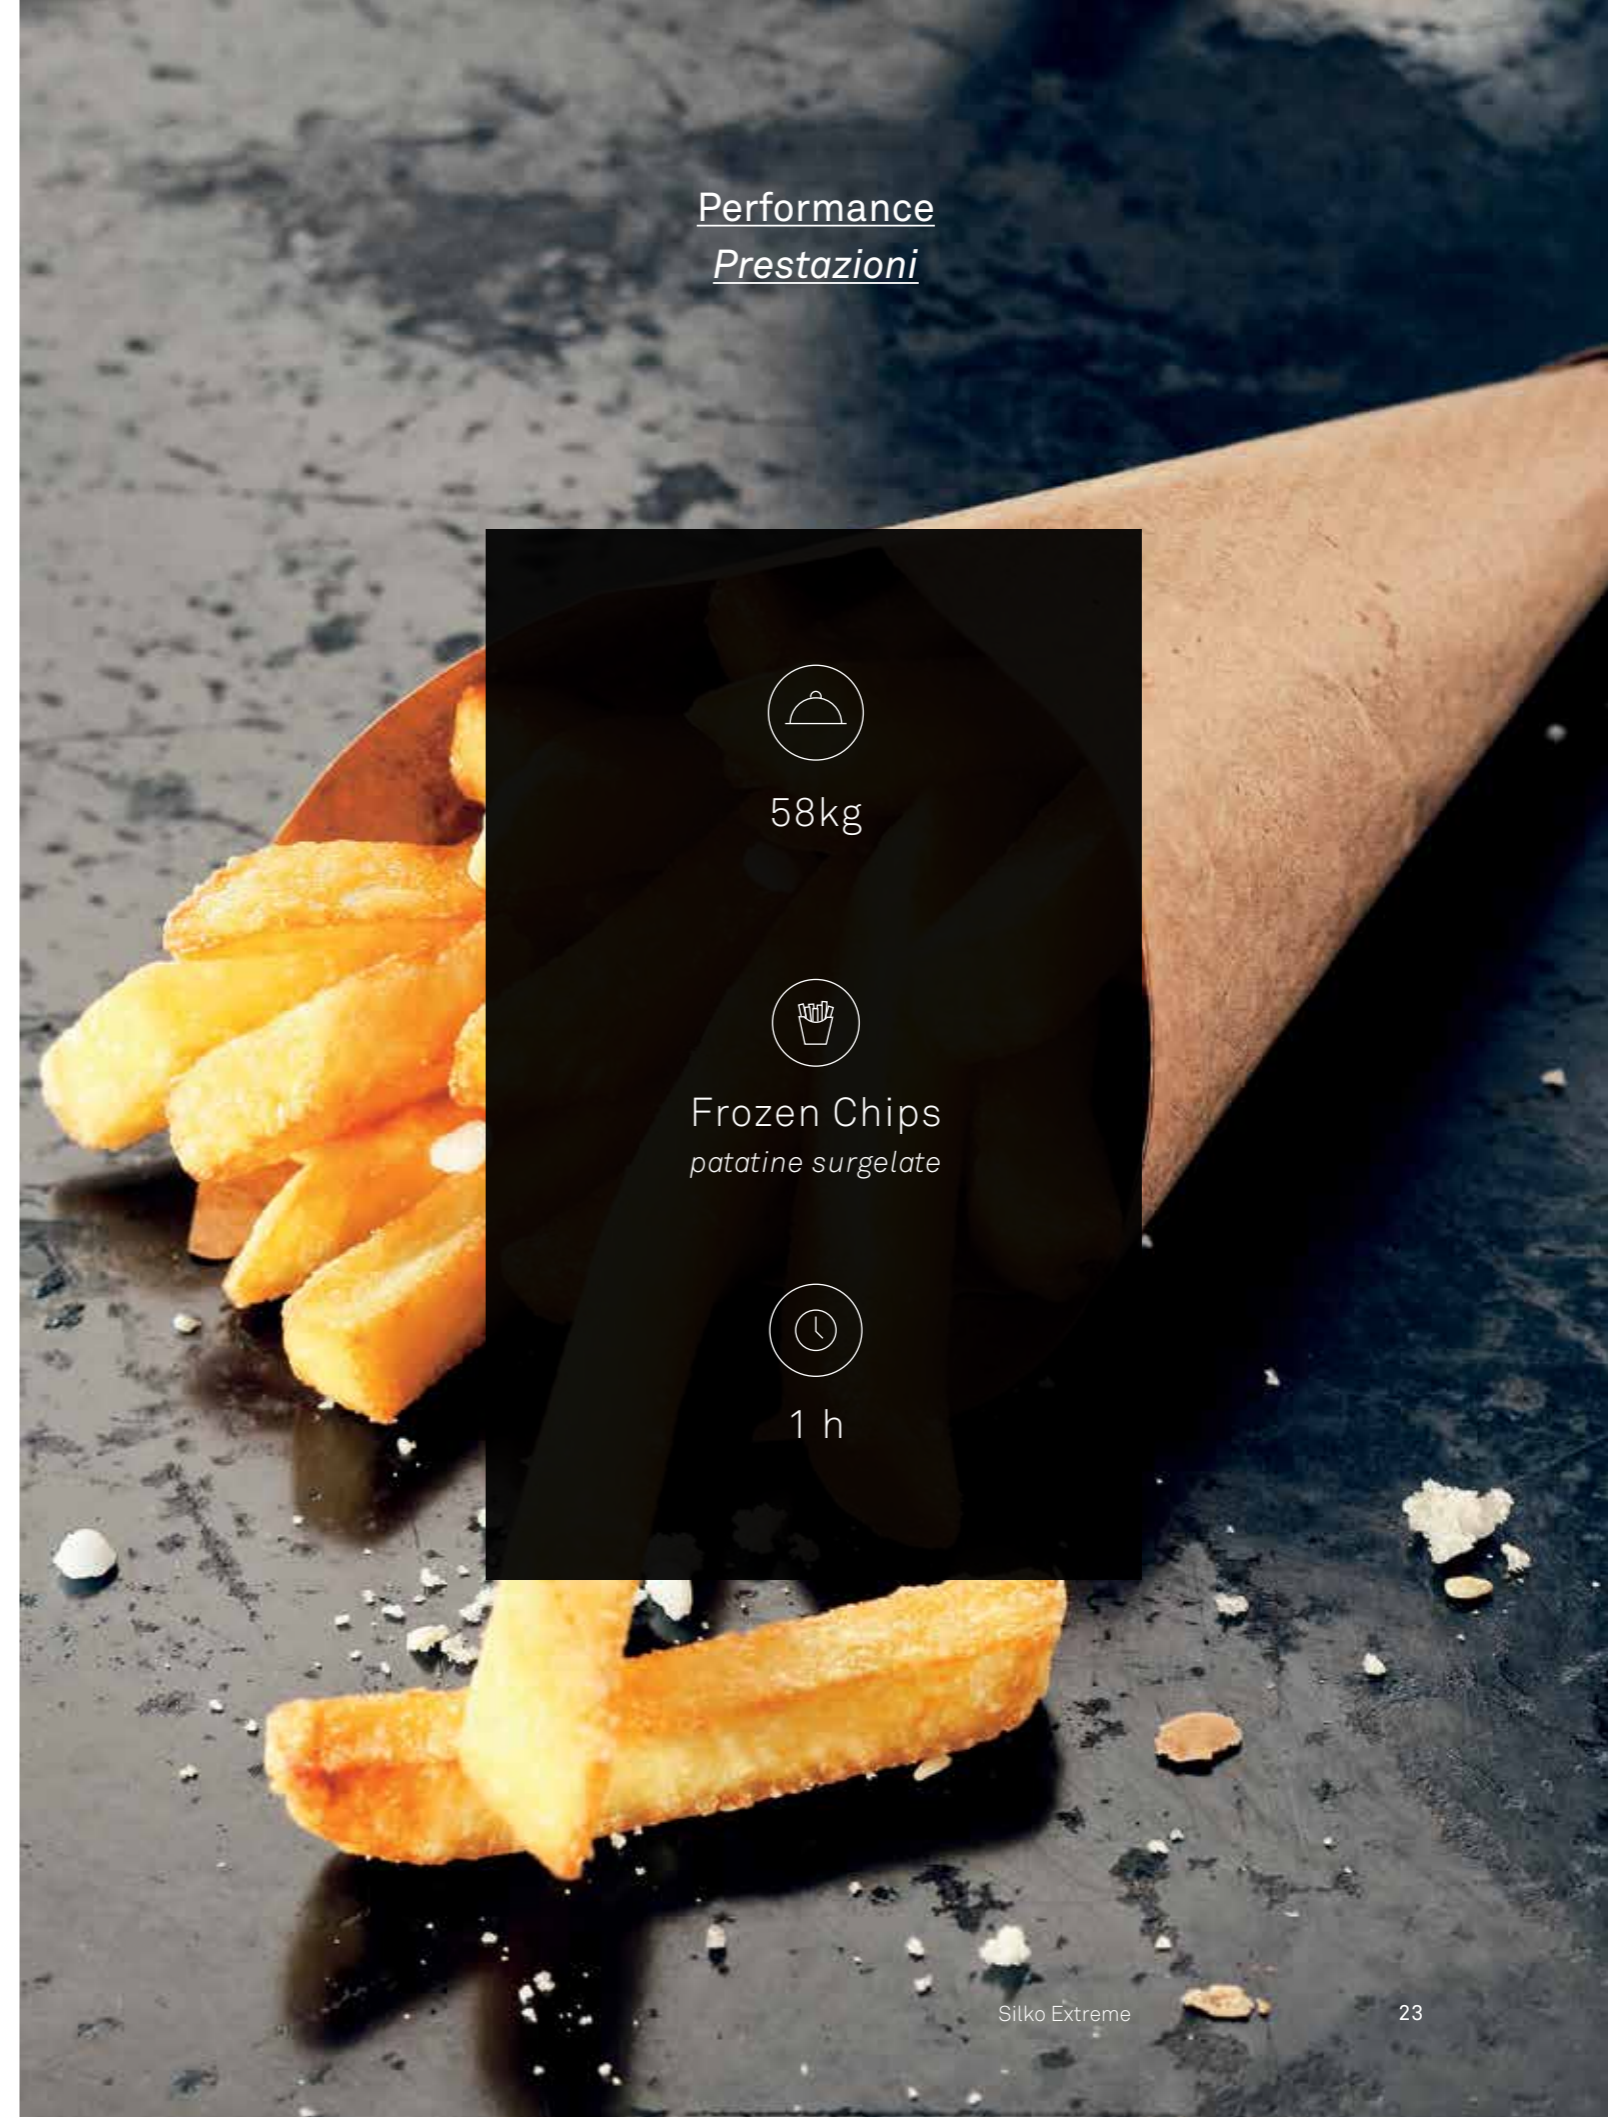 Performance
Prestazioni
58kg
Frozen Chips
patatine surgelate
1 h
Silko Extreme
23